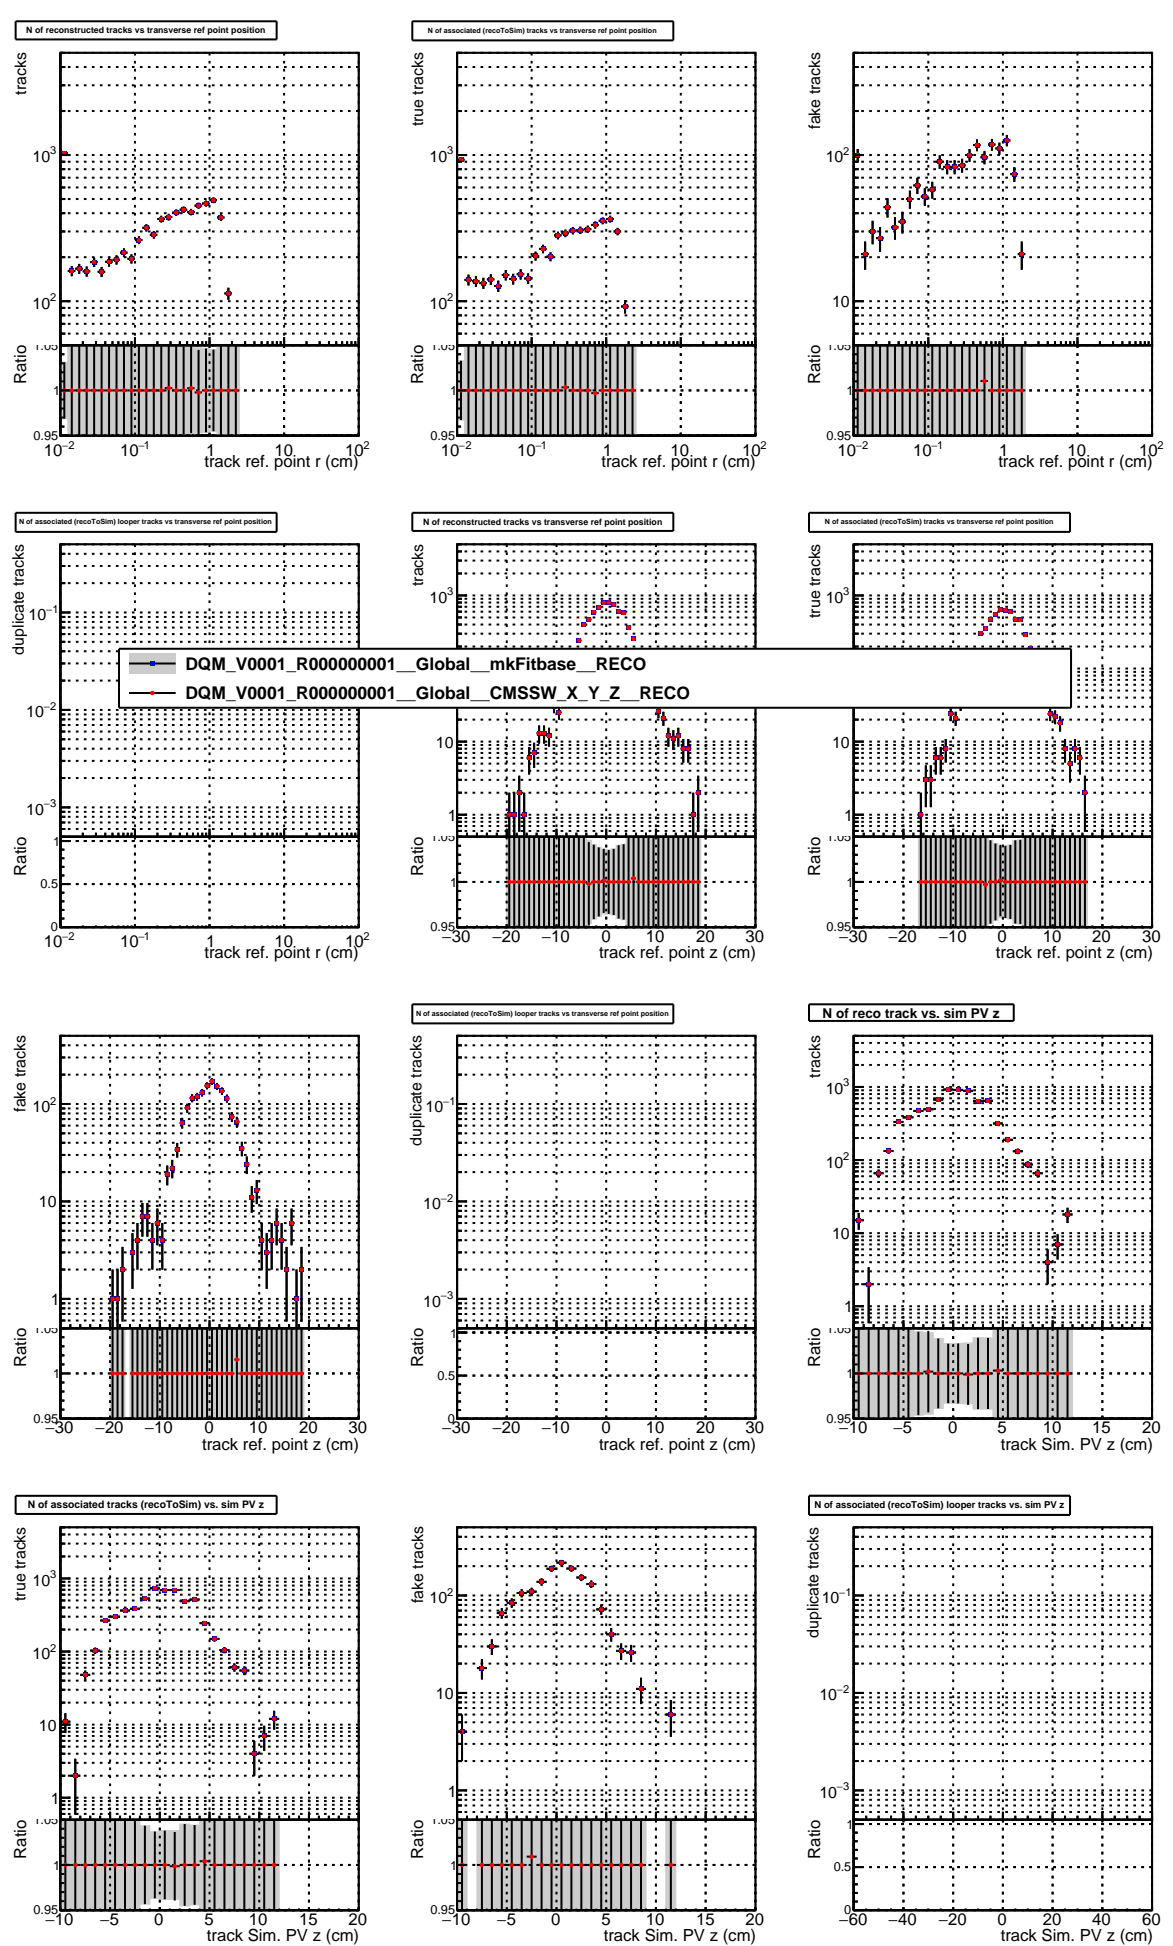 N of reconstructed tracks vs transverse ref point position
tracks
10³
10²
Ratio
1.05
1
0.95
10⁻² 10⁻¹ 1 10 10²
track ref. point r (cm)
N of associated (recoToSim) tracks vs transverse ref point position
true tracks
10³
10²
Ratio
1.05
1
0.95
10⁻² 10⁻¹ 1 10 10²
track ref. point r (cm)
fake tracks
10²
10
Ratio
1.05
1
0.95
10⁻² 10⁻¹ 1 10 10²
track ref. point r (cm)
N of associated (recoToSim) looper tracks vs transverse ref point position
duplicate tracks
10⁻¹
10⁻²
10⁻³
Ratio
1
0.5
0
10⁻² 10⁻¹ 1 10 10²
track ref. point r (cm)
N of reconstructed tracks vs transverse ref point position
tracks
10³
10
1
Ratio
1.05
1
0.95
−30 −20 −10 0 10 20 30
track ref. point z (cm)
N of associated (recoToSim) tracks vs transverse ref point position
true tracks
10³
10
1
Ratio
1.05
1
0.95
−30 −20 −10 0 10 20 30
track ref. point z (cm)
DQM_V0001_R000000001__Global__mkFitbase__RECO
DQM_V0001_R000000001__Global__CMSSW_X_Y_Z__RECO
fake tracks
10²
10
1
Ratio
1.05
1
0.95
−30 −20 −10 0 10 20 30
track ref. point z (cm)
N of associated (recoToSim) looper tracks vs transverse ref point position
duplicate tracks
10⁻¹
10⁻²
10⁻³
Ratio
1
0.5
0
−30 −20 −10 0 10 20 30
track ref. point z (cm)
N of reco track vs. sim PV z
tracks
10³
10²
10
1
Ratio
1.05
1
0.95
−10 −5 0 5 10 15 20
track Sim. PV z (cm)
N of associated tracks (recoToSim) vs. sim PV z
true tracks
10³
10²
10
1
Ratio
1.05
1
0.95
−10 −5 0 5 10 15 20
track Sim. PV z (cm)
fake tracks
10²
10
1
Ratio
1.05
1
0.95
−10 −5 0 5 10 15 20
track Sim. PV z (cm)
N of associated (recoToSim) looper tracks vs. sim PV z
duplicate tracks
10⁻¹
10⁻²
10⁻³
Ratio
1
0.5
0
−60 −40 −20 0 20 40 60
track Sim. PV z (cm)